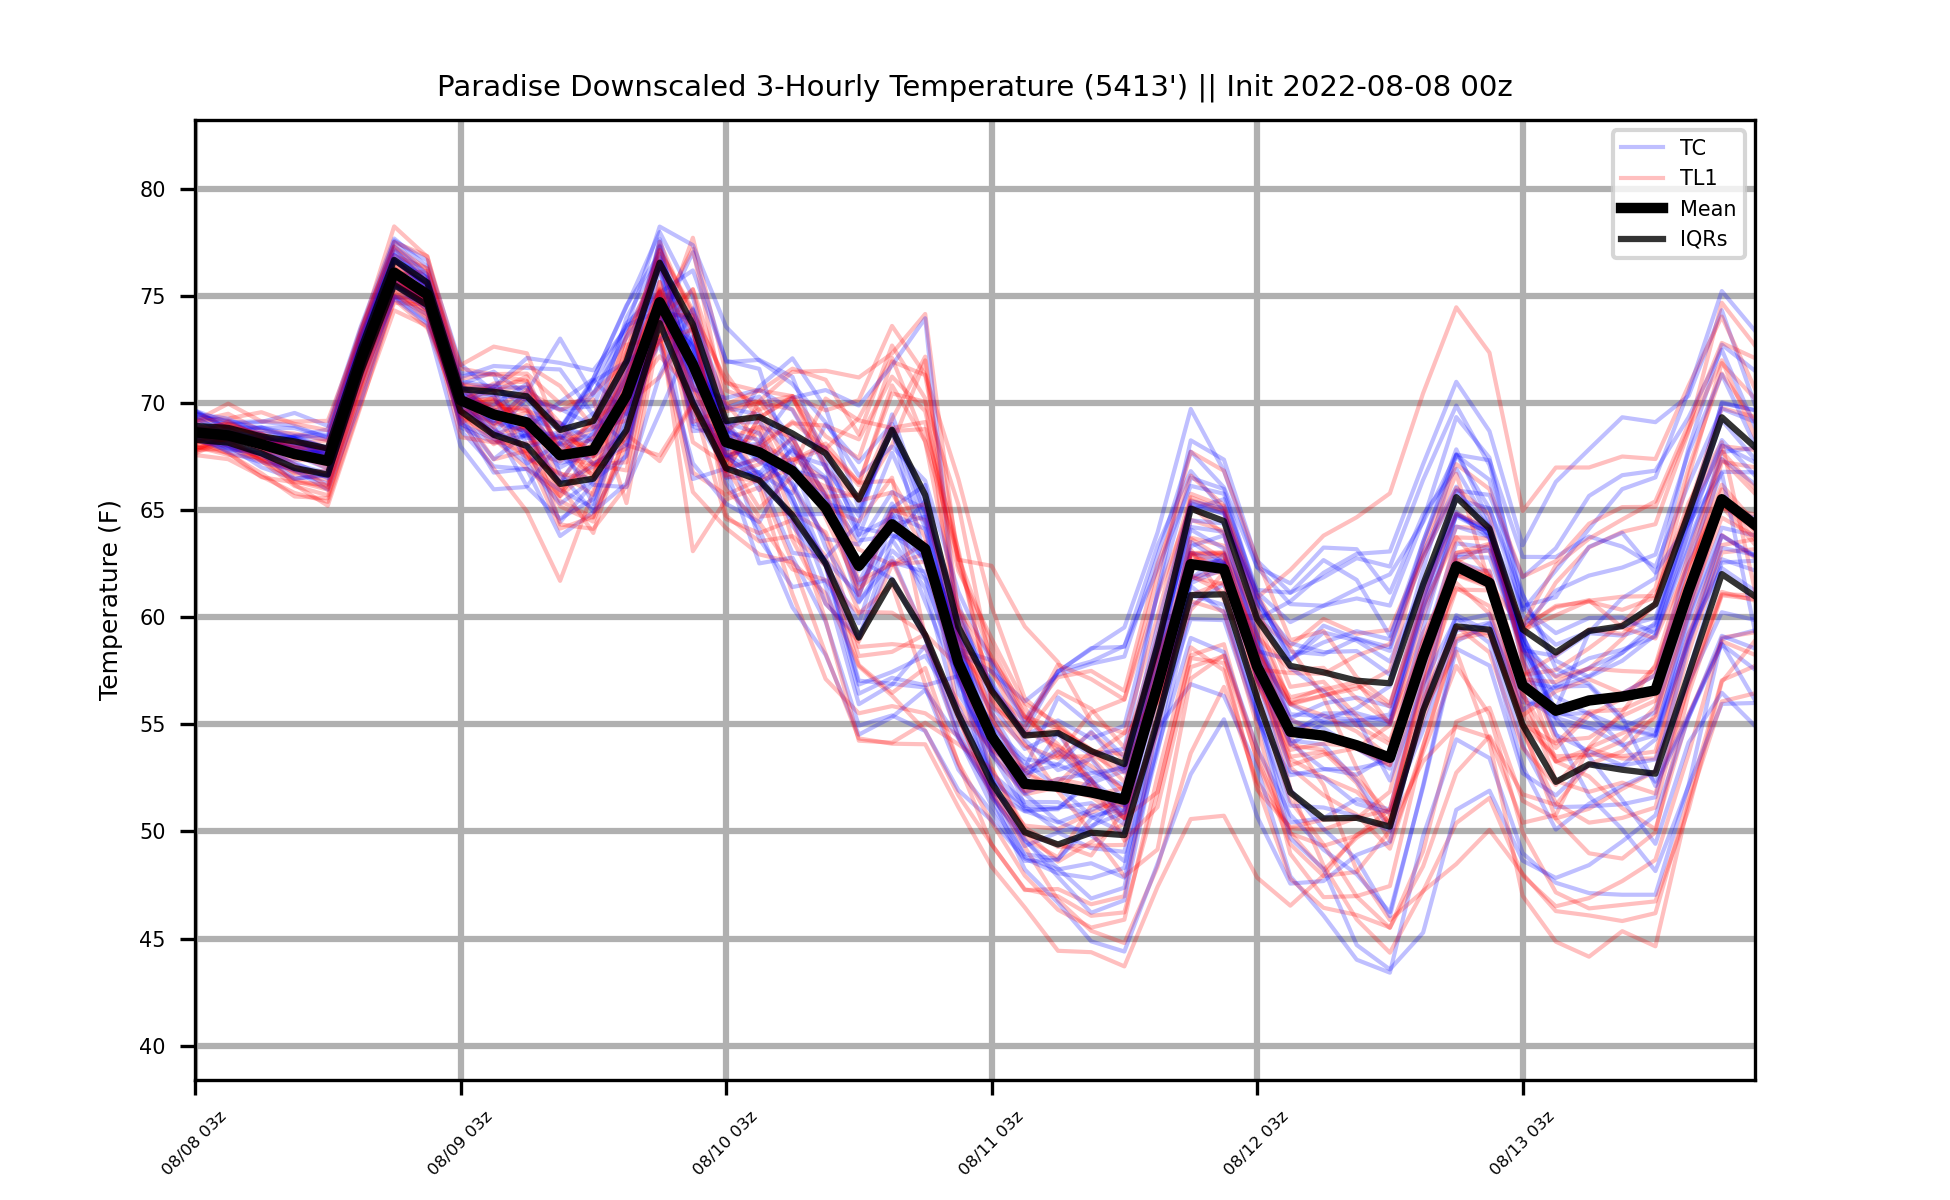 Paradise Downscaled 3-Hourly Temperature (5413') || Init 2022-08-08 00z
TC
TL1
Mean
IQRs
Temperature (F)
80
75
70
65
60
55
50
45
40
08/08 03z
08/09 03z
08/10 03z
08/11 03z
08/12 03z
08/13 03z